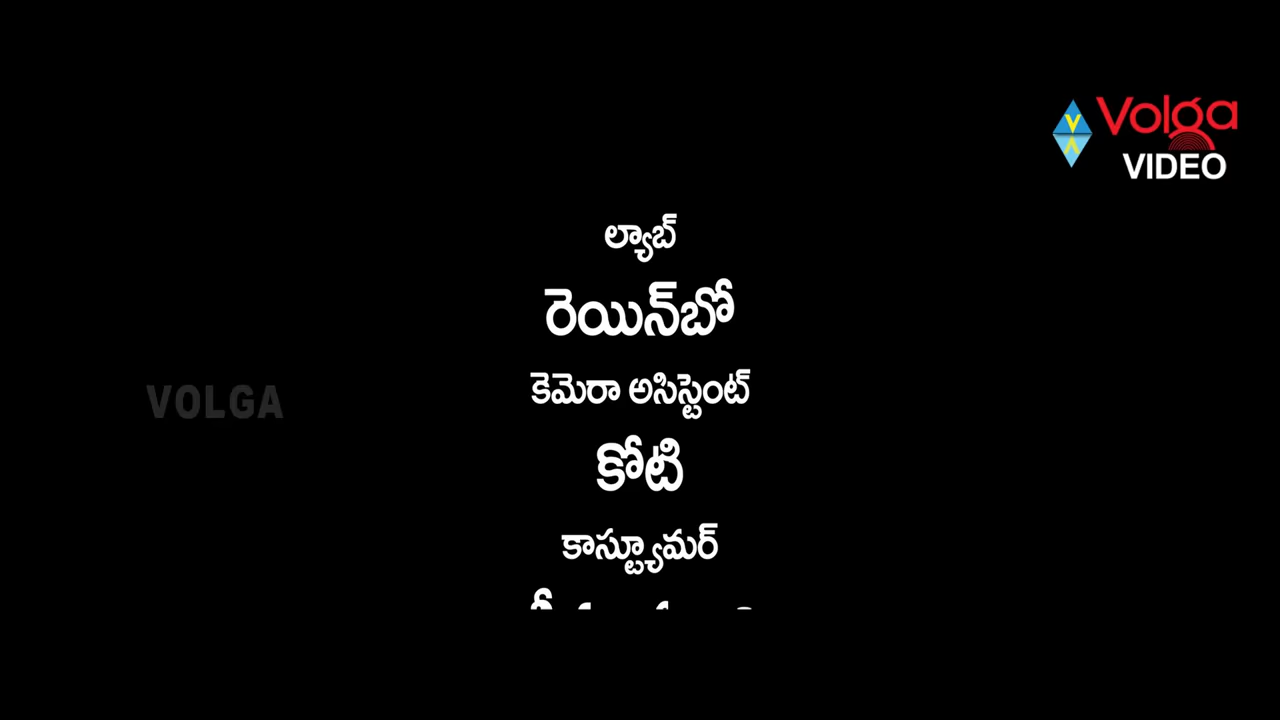 Volga
VIDEO
ల్యాబ్
రెయిన్‌బో
కెమెరా అసిస్టెంట్
VOLGA
కోటి
కాస్ట్యూమర్